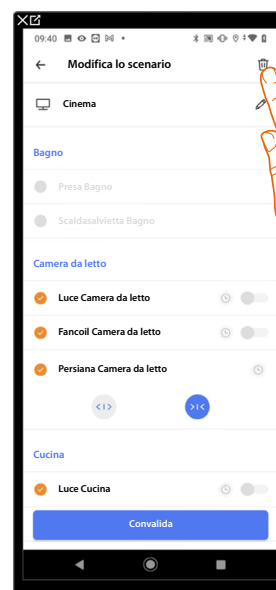 09:40
Modifica lo scenario
Cinema
Bagno
Presa Bagno
Scaldasalvietta Bagno
Camera da letto
Luce Camera da letto
Fancoil Camera da letto
Persiana Camera da letto
Cucina
Luce Cucina
Convalida